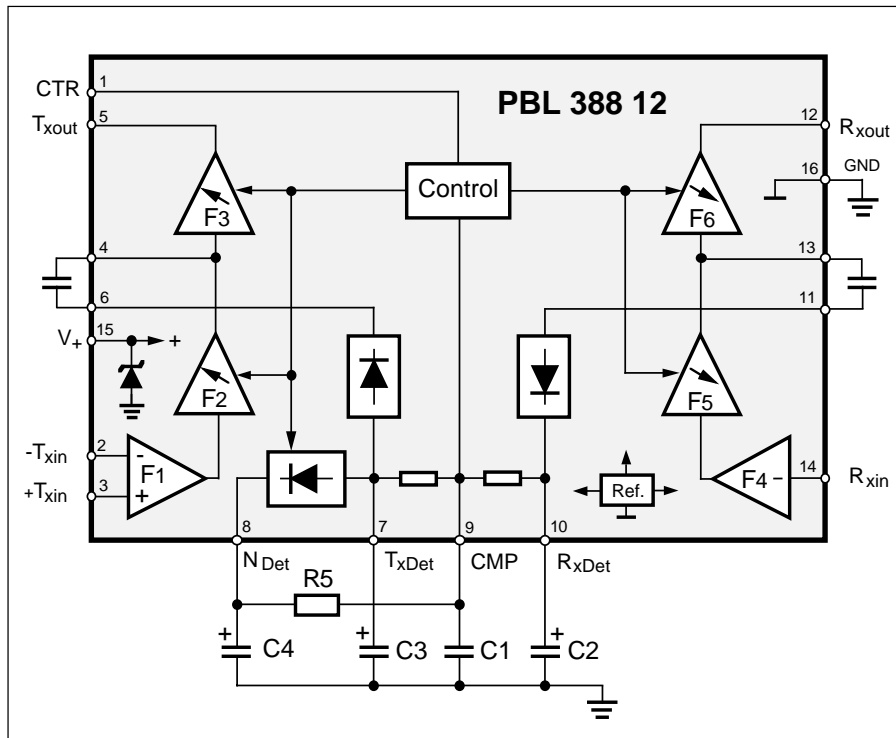 PBL 388 12
CTR 1
Txout 5
12 Rxout
16 GND
Control
F3
F6
4
13
6
11
15 V+ +
F2
F5
-Txin 2 -
F1
+Txin 3 +
F4 -
14 Rxin
Ref.
8 7 9 10
NDet TxDet CMP RxDet
R5
+ C4 + C3 C1 + C2